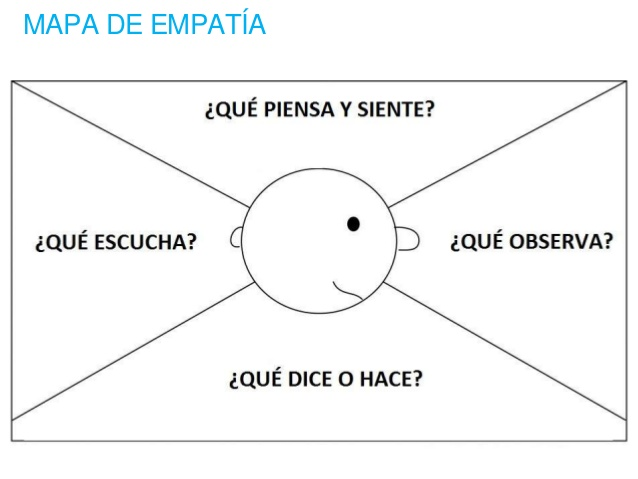 MAPA DE EMPATÍA
¿QUÉ PIENSA Y SIENTE?
¿QUÉ ESCUCHA?
¿QUÉ OBSERVA?
¿QUÉ DICE O HACE?